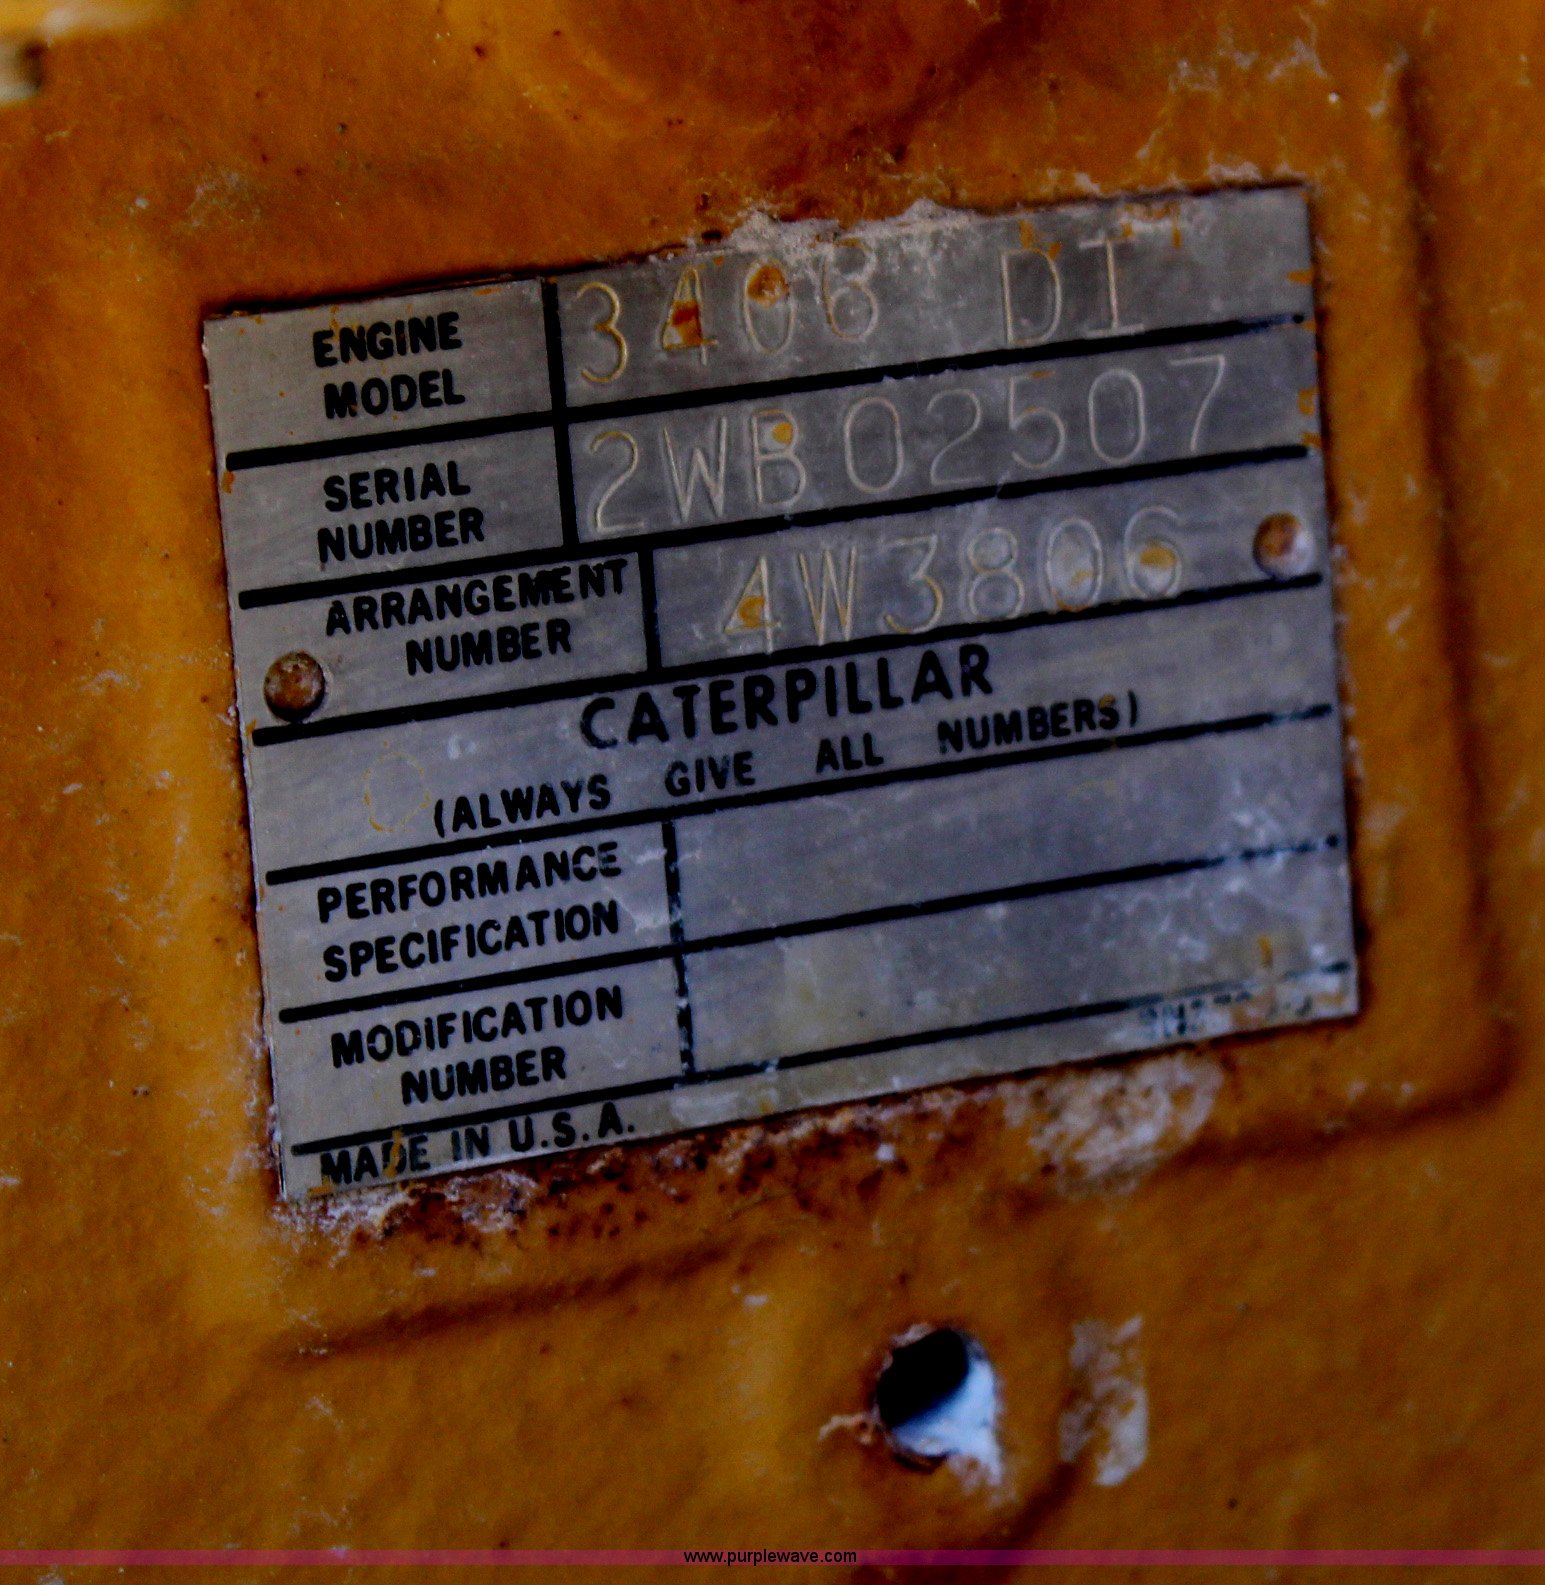 ENGINE MODEL 3406 DI
SERIAL NUMBER 2WB02507
ARRANGEMENT NUMBER 4W3806
CATERPILLAR
(ALWAYS GIVE ALL NUMBERS)
PERFORMANCE SPECIFICATION
MODIFICATION NUMBER
MADE IN U.S.A.
www.purplewave.com